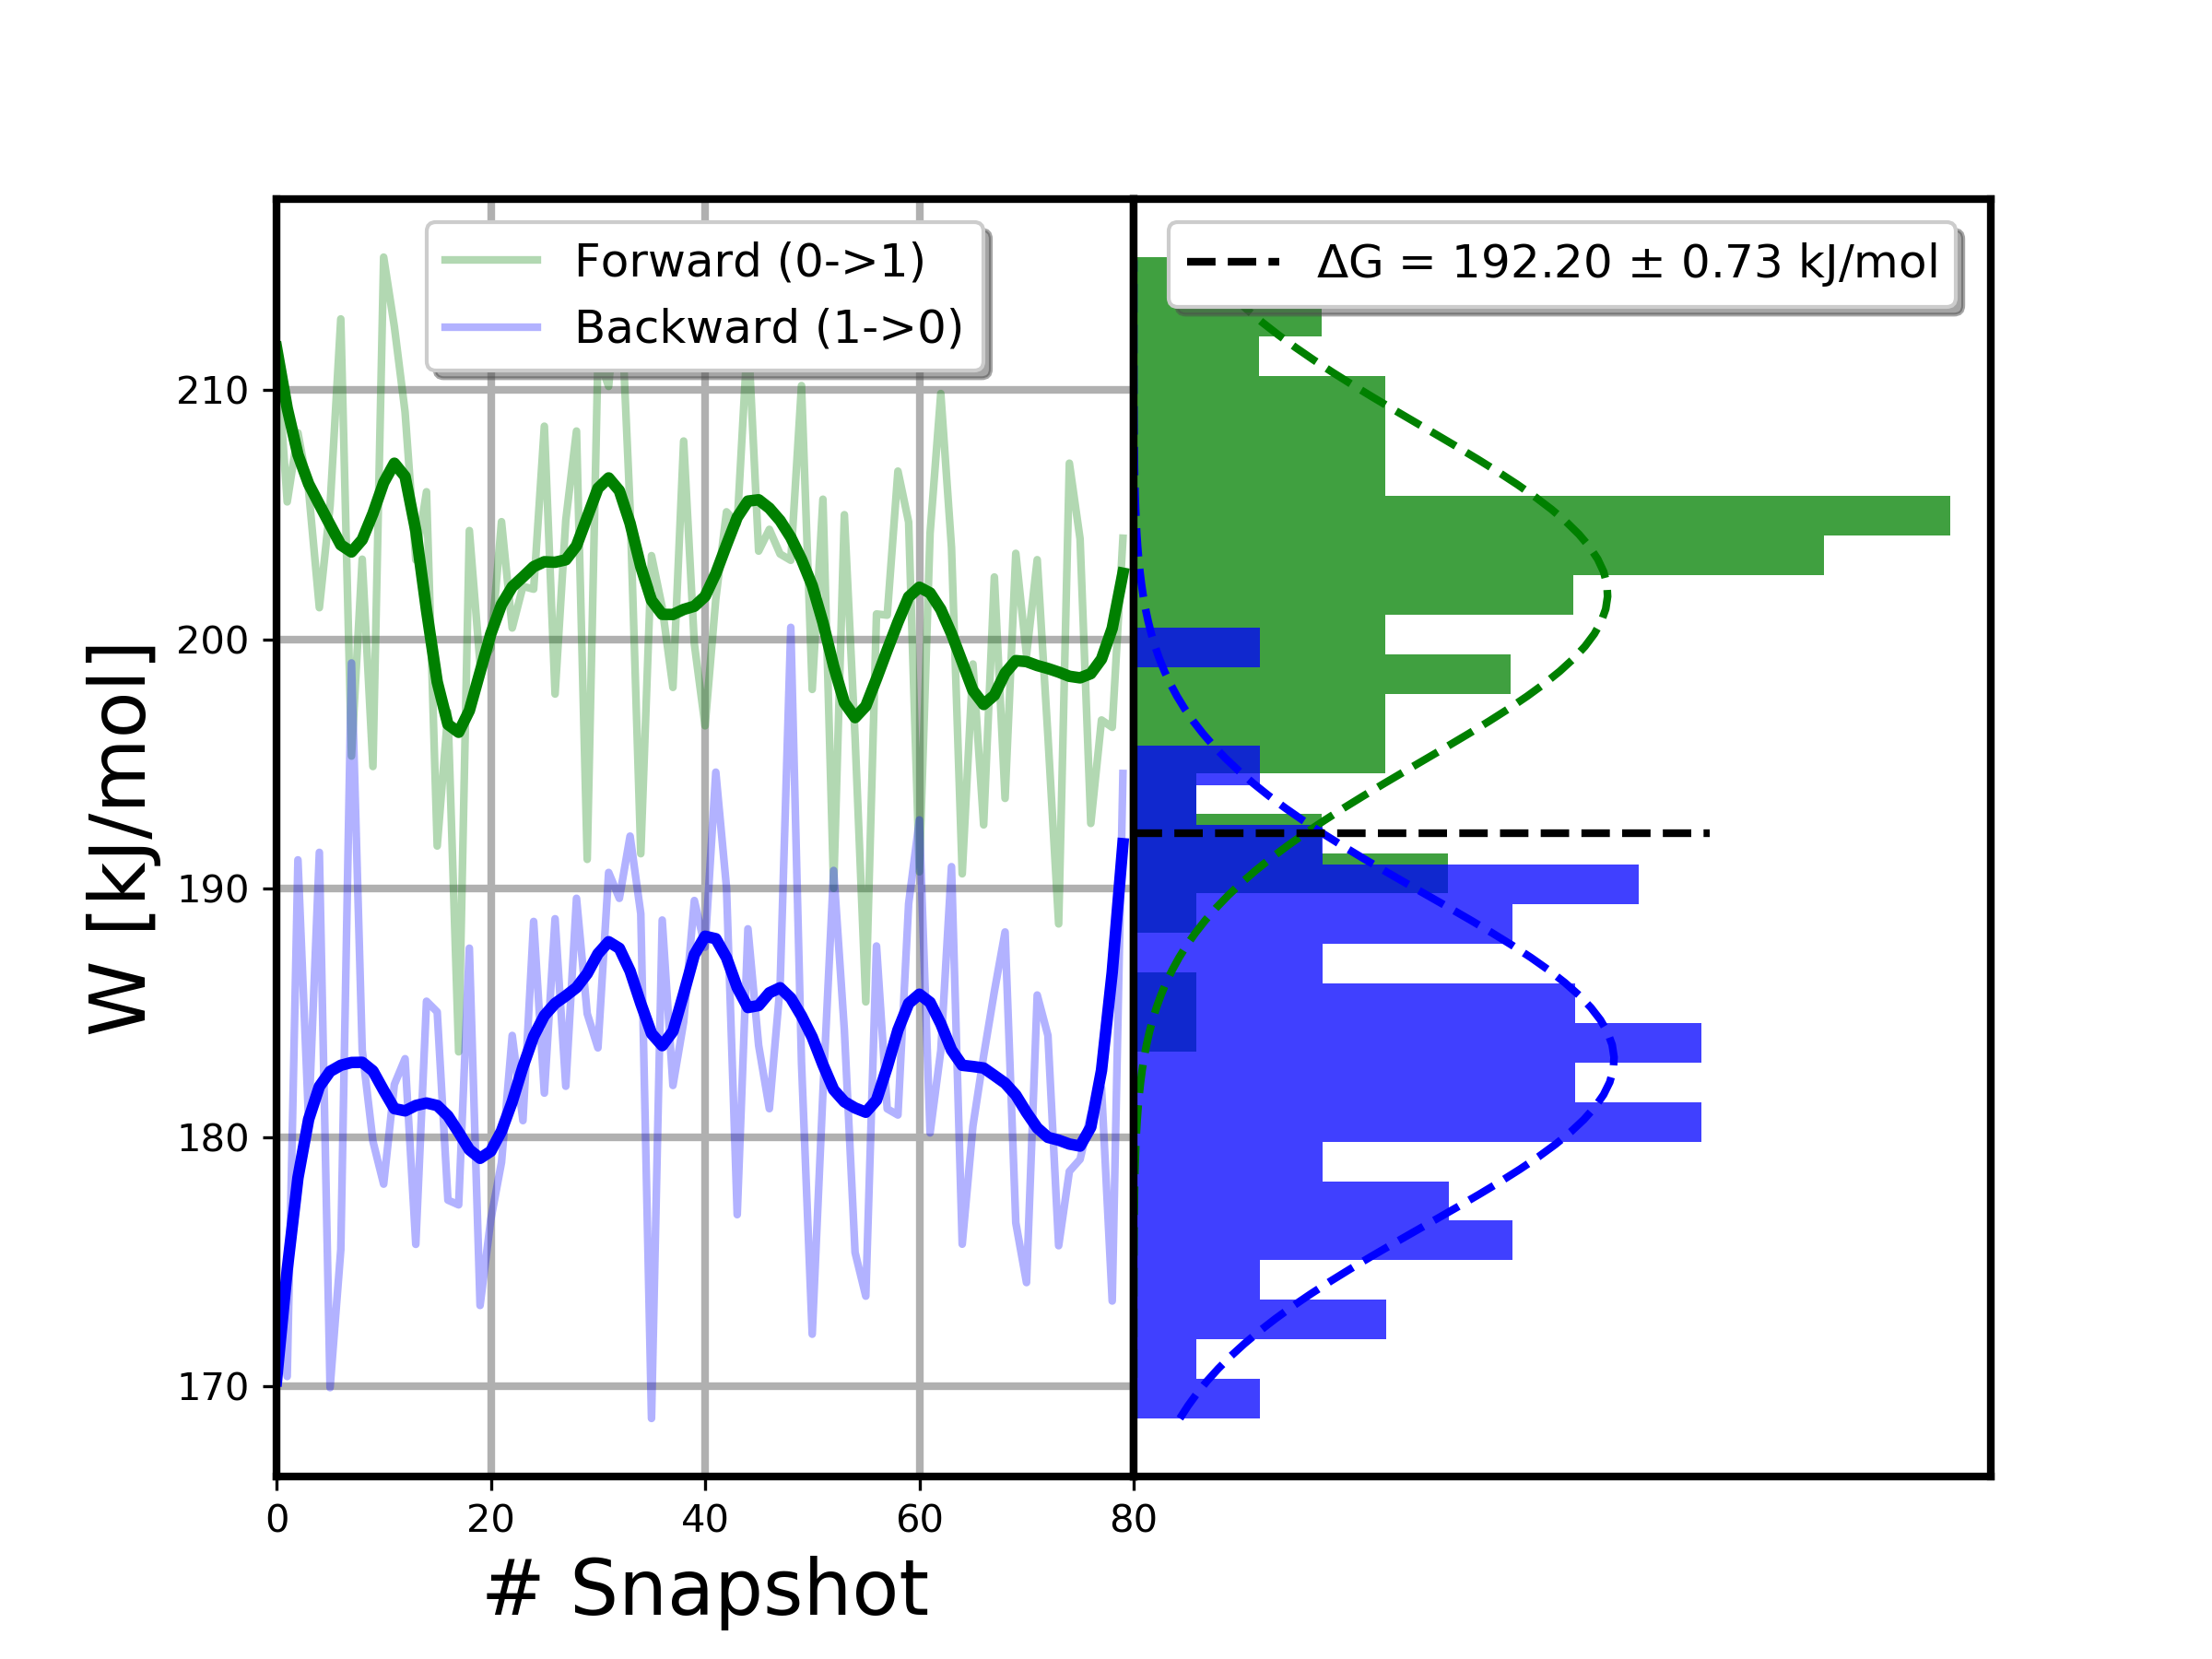 Forward (0->1)
Backward (1->0)
ΔG = 192.20 ± 0.73 kJ/mol
W [kJ/mol]
210
200
190
180
170
0 20 40 60 80
# Snapshot